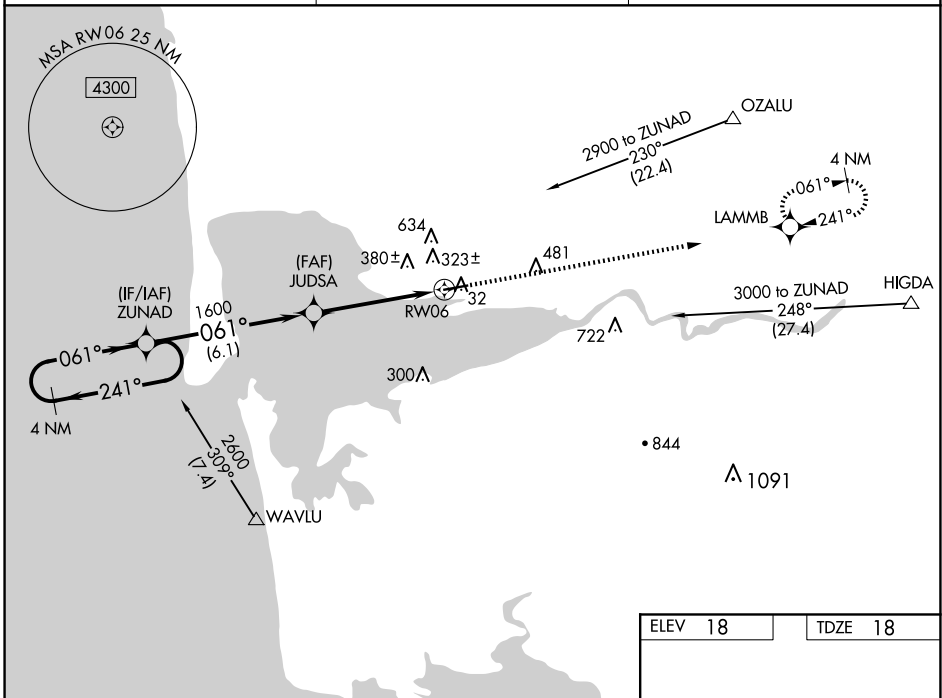 MSA RW06 25 NM
4300
OZALU
2900 to ZUNAD
230°
(22.4)
4 NM
061°
241°
LAMMB
634
380±
323±
481
(FAF)
JUDSA
32
RW06
HIGDA
3000 to ZUNAD
248°
(27.4)
(IF/IAF)
ZUNAD
1600
061°
(6.1)
722
061°
241°
4 NM
300
2600
309°
(7.4)
844
1091
WAVLU
ELEV 18
TDZE 18